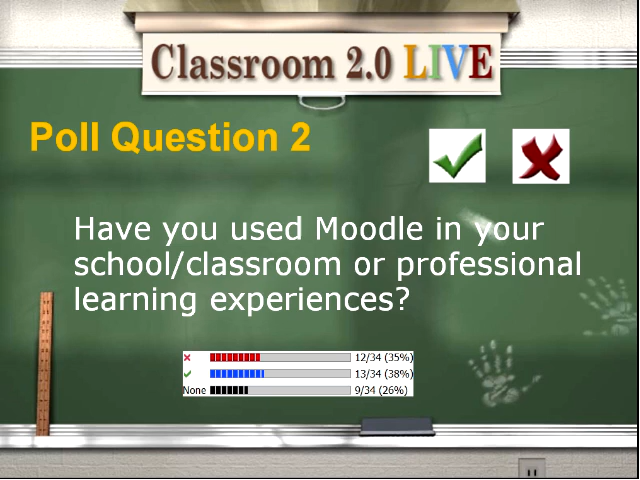 Classroom 2.0 LIVE
Poll Question 2
Have you used Moodle in your
school/classroom or professional
learning experiences?
12/34 (35%)
13/34 (38%)
None 9/34 (26%)